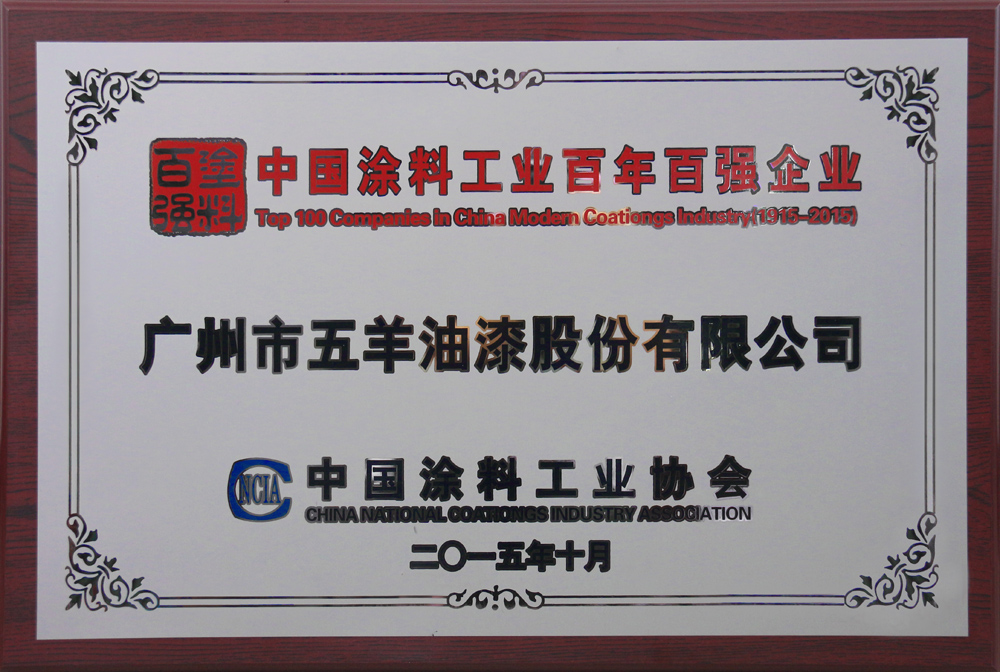 百强涂料
中国涂料工业百年百强企业
Top 100 Companies in China Modern Coationgs Industry(1915-2015)
广州市五羊油漆股份有限公司
NCIA
中国涂料工业协会
CHINA NATIONAL COATIONGS INDUSTRY ASSOCIATION
二〇一五年十月